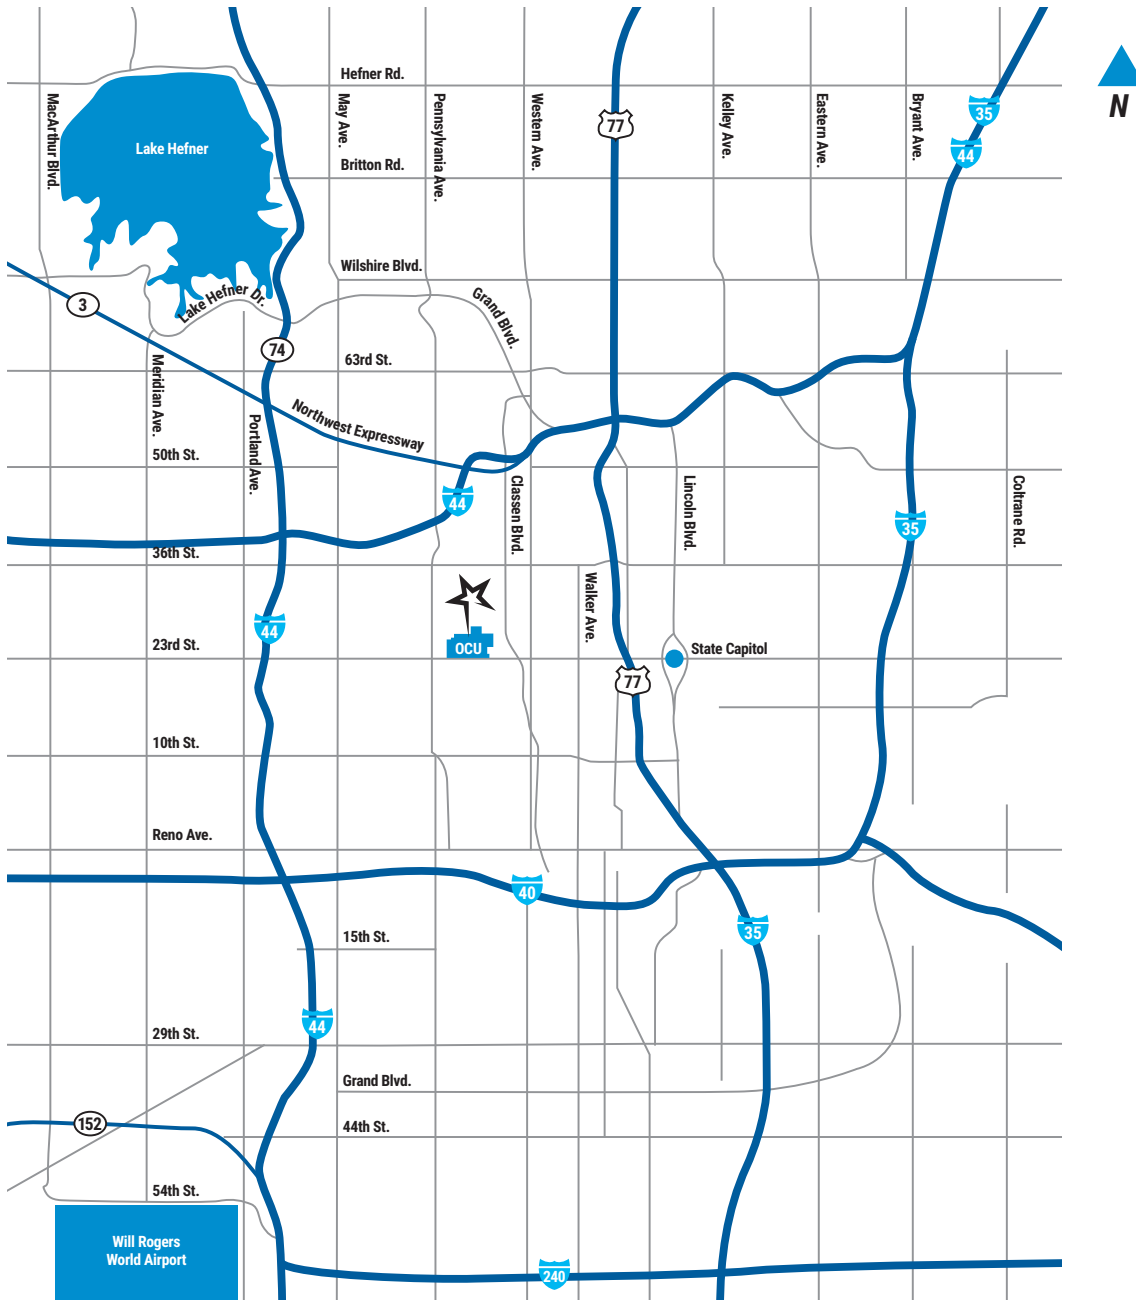 Hefner Rd.
MacArthur Blvd.
May Ave.
Pennsylvania Ave.
Western Ave.
77
Kelley Ave.
Eastern Ave.
Bryant Ave.
35
N
44
Lake Hefner
Britton Rd.
Wilshire Blvd.
3
Lake Hefner Dr.
Grand Blvd.
74
63rd St.
Meridian Ave.
Portland Ave.
Northwest Expressway
50th St.
44
Classen Blvd.
Lincoln Blvd.
35
Coltrane Rd.
36th St.
Walker Ave.
44
OCU
23rd St.
State Capitol
77
10th St.
Reno Ave.
40
35
15th St.
44
29th St.
Grand Blvd.
152
44th St.
54th St.
Will Rogers
World Airport
240